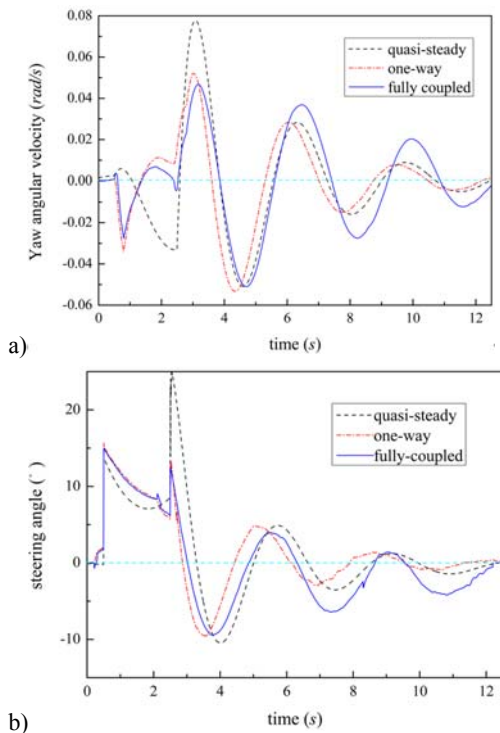 0.08
0.06
0.04
0.02
0.00
-0.02
-0.04
-0.06
Yaw angular velocity (rad/s)
quasi-steady
one-way
fully coupled
0 2 4 6 8 10 12
time (s)
a)
20
10
0
-10
steering angle (°)
quasi-steady
one-way
fully-coupled
0 2 4 6 8 10 12
time (s)
b)